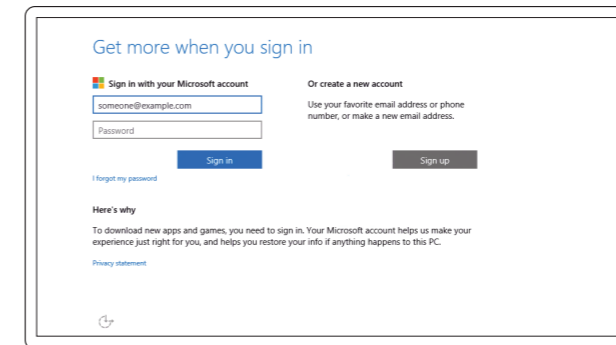 Get more when you sign in
Sign in with your Microsoft account
someone@example.com
Password
Sign in
I forgot my password
Or create a new account
Use your favorite email address or phone
number, or make a new email address.
Sign up
Here's why
To download new apps and games, you need to sign in. Your Microsoft account helps us make your
experience just right for you, and helps you restore your info if anything happens to this PC.
Privacy statement